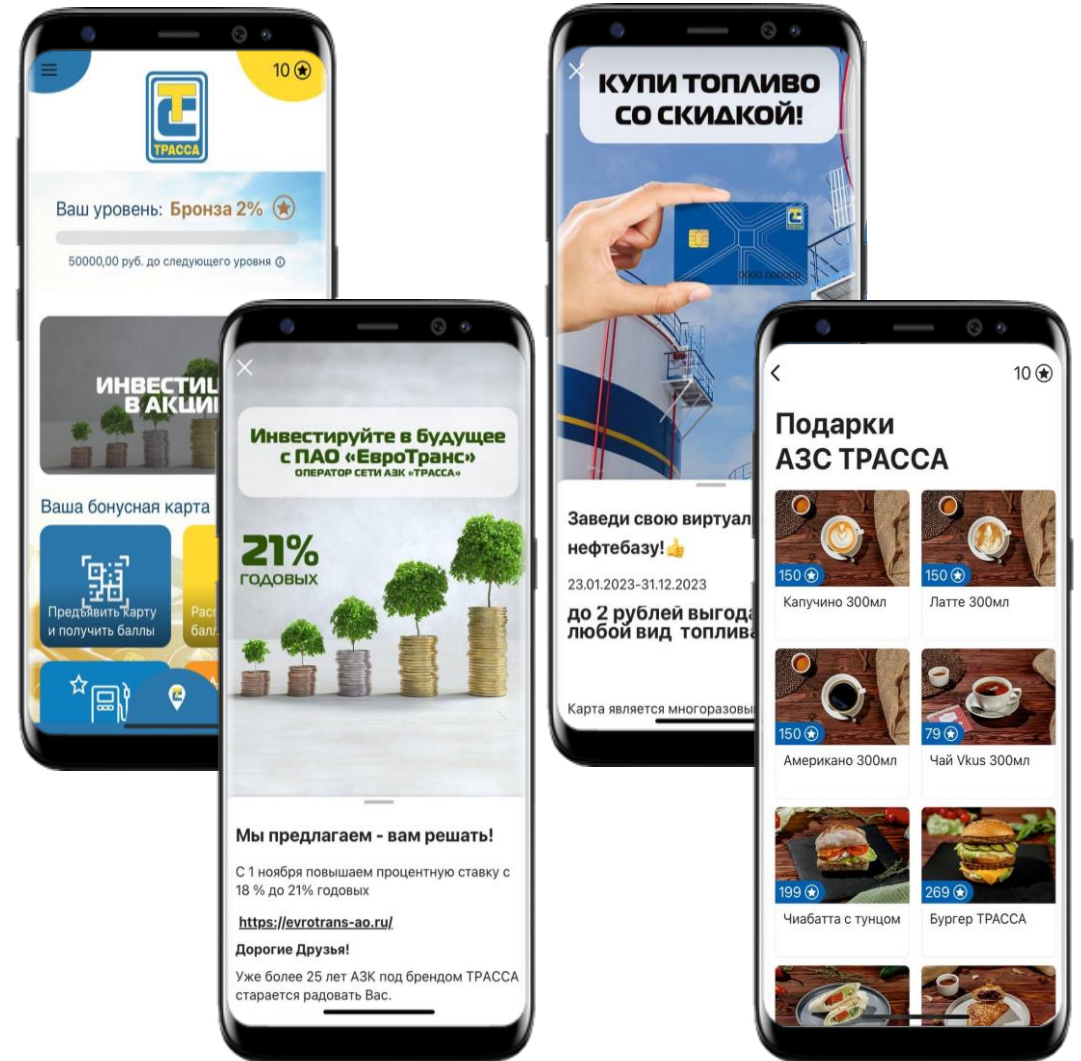 10
ТРАССА
Ваш уровень: Бронза 2%
50000,00 руб. до следующего уровня
ИНВЕСТИЦ
В АКЦИ
Ваша бонусная карта
Предъявить карту
и получить баллы
Расп
балл
Инвестируйте в будущее
с ПАО «ЕвроТранс»
ОПЕРАТОР СЕТИ АЗК «ТРАССА»
21%
ГОДОВЫХ
Мы предлагаем - вам решать!
С 1 ноября повышаем процентную ставку с
18 % до 21% годовых
https://evrotrans-ao.ru/
Дорогие Друзья!
Уже более 25 лет АЗК под брендом ТРАССА
старается радовать Вас.
КУПИ ТОПЛИВО
СО СКИДКОЙ!
ТРАССА
0000 000000
Заведи свою виртуал
нефтебазу!👍
23.01.2023-31.12.2023
до 2 рублей выгода
любой вид топлива
Карта является многоразовы
10
Подарки
АЗС ТРАССА
150
150
Капучино 300мл
Латте 300мл
150
79
Американо 300мл
Чай Vkus 300мл
199
269
Чиабатта с тунцом
Бургер ТРАССА